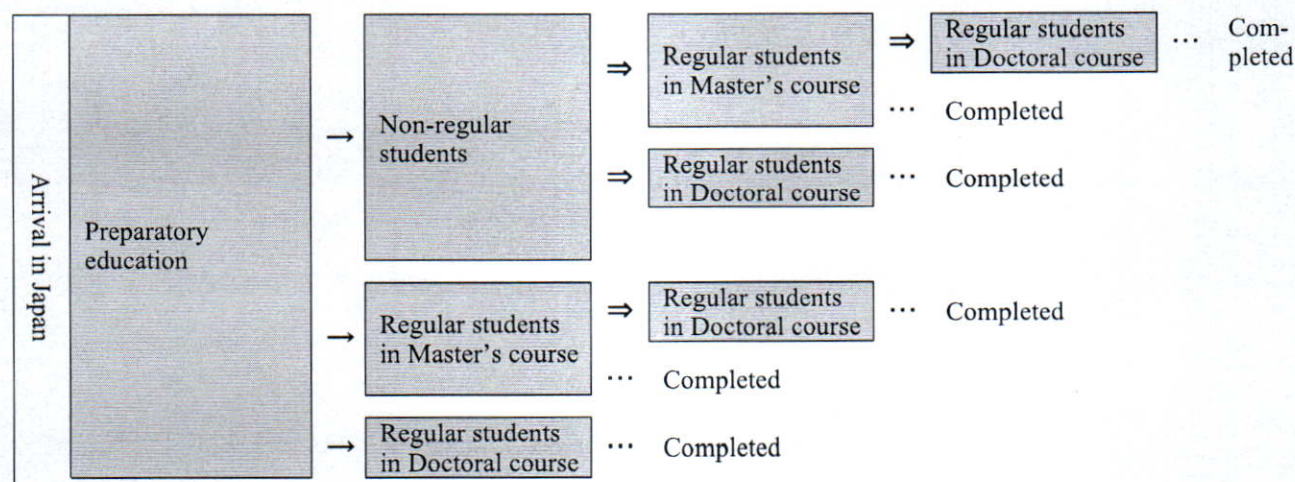 Arrival in Japan
Preparatory
education
→
Non-regular
students
⇒
Regular students
in Master's course
⇒
Regular students
in Doctoral course
… Com-
pleted
… Completed
⇒
Regular students
in Doctoral course
… Completed
→
Regular students
in Master's course
⇒
Regular students
in Doctoral course
… Completed
… Completed
→
Regular students
in Doctoral course
… Completed